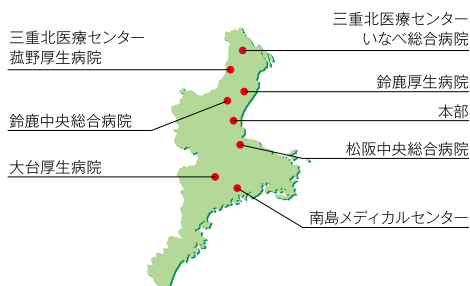 三重北医療センター
菰野厚生病院
鈴鹿中央総合病院
大台厚生病院
三重北医療センター
いなべ総合病院
鈴鹿厚生病院
本部
松阪中央総合病院
南島メディカルセンター